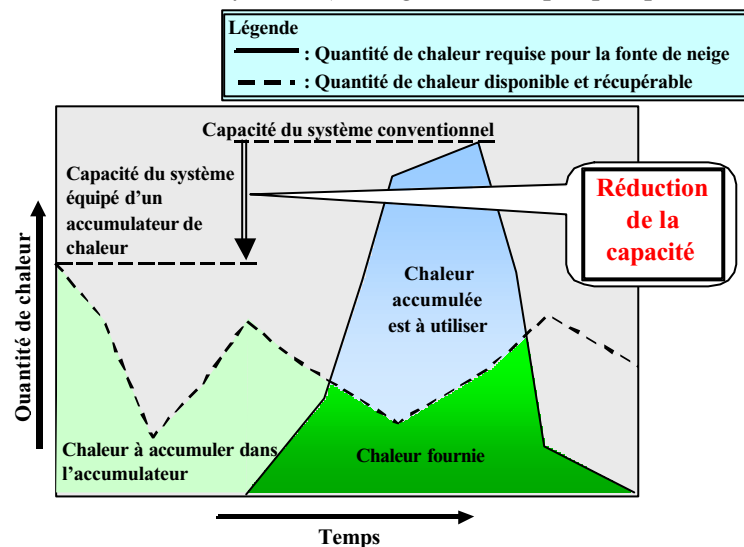 Légende
: Quantité de chaleur requise pour la fonte de neige
: Quantité de chaleur disponible et récupérable
Capacité du système conventionnel
Capacité du système
équipé d'un
accumulateur de
chaleur
Réduction
de la
capacité
Chaleur
accumulée
est à utiliser
Quantité de chaleur
Chaleur à accumuler dans
l'accumulateur
Chaleur fournie
Temps